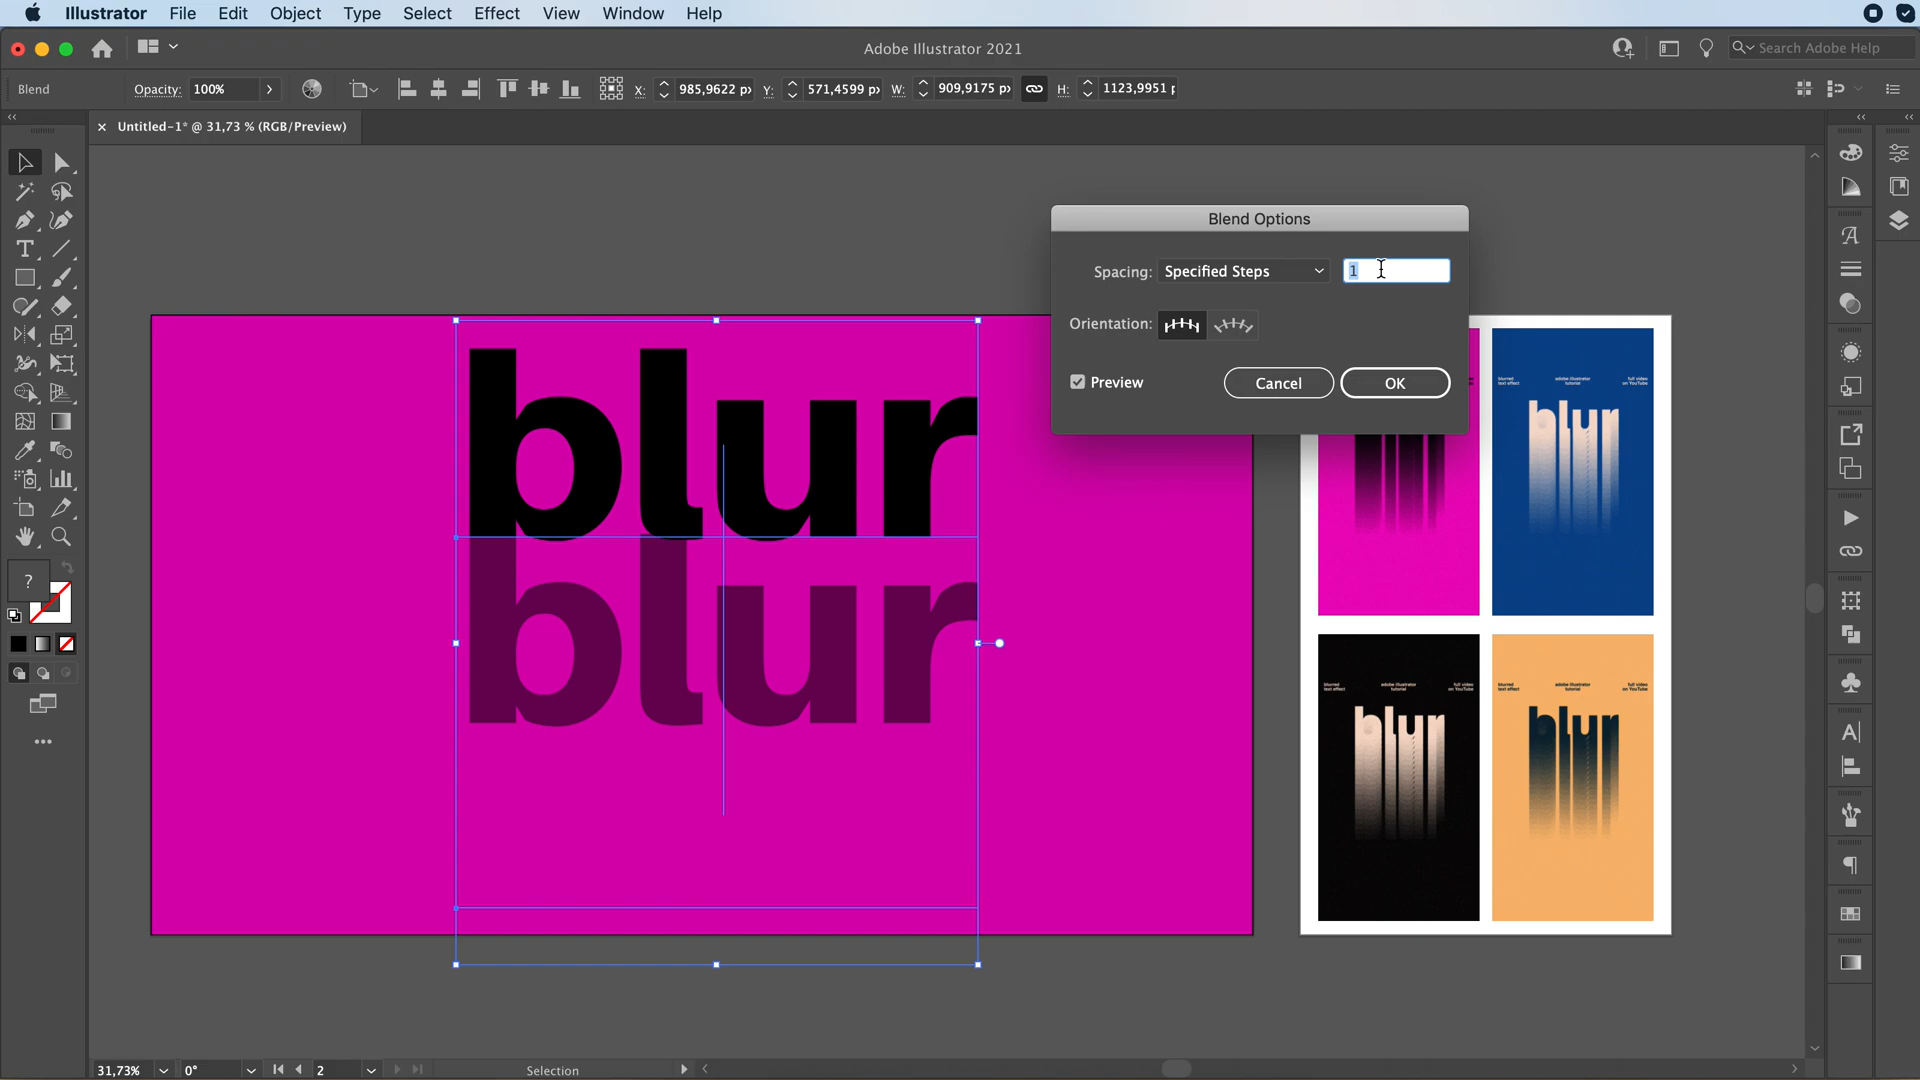 Illustrator File Edit Object Type Select Effect View Window Help
Adobe Illustrator 2021
Search Adobe Help
Blend Opacity: 100% X: 985,9622 p Y: 571,4599 p W: 909,9175 p H: 1123,9951
Untitled-1* @ 31,73 % (RGB/Preview)
Blend Options
Spacing: Specified Steps 1
Orientation:
Preview Cancel OK
blur
blur
blurred text effect
adobe illustrator tutorial
full video on YouTube
blur
blurred text effect
adobe illustrator tutorial
full video on YouTube
blur
blurred text effect
adobe illustrator tutorial
full video on YouTube
blur
?
31,73% 0° 2 Selection